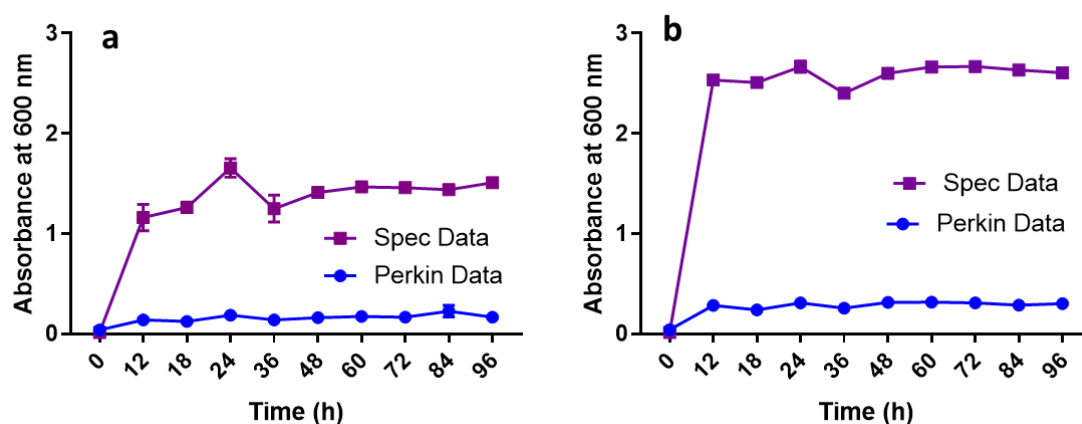 a
Absorbance at 600 nm
3
2
1
0
Spec Data
Perkin Data
0 12 18 24 36 48 60 72 84 96
Time (h)
b
Absorbance at 600 nm
3
2
1
0
Spec Data
Perkin Data
0 12 18 24 36 48 60 72 84 96
Time (h)